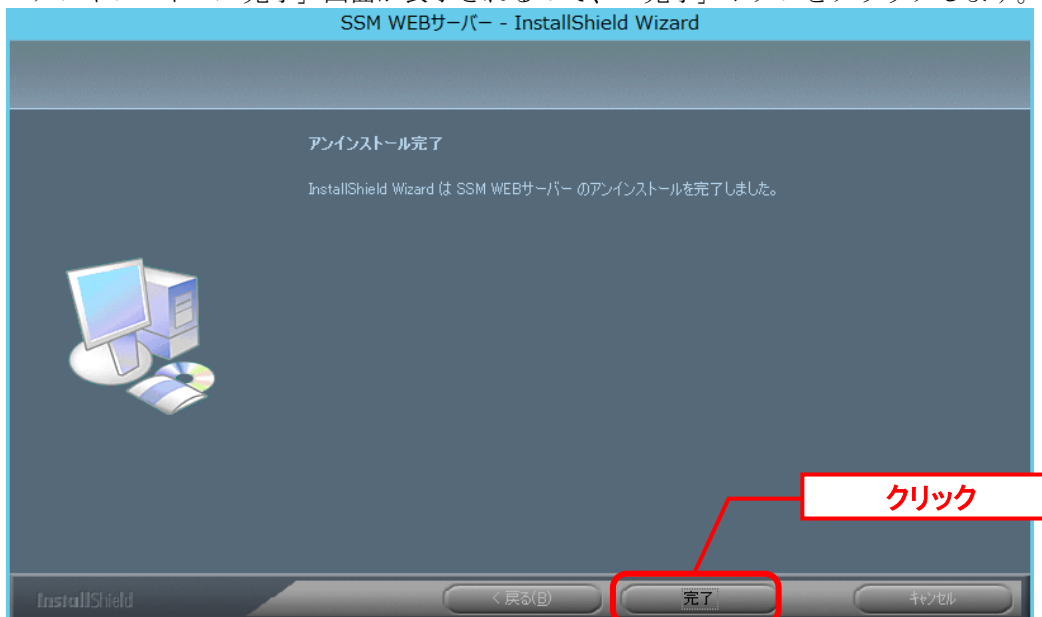 SSM WEBサーバー - InstallShield Wizard
アンインストール完了
InstallShield Wizard は SSM WEBサーバー のアンインストールを完了しました。
クリック
InstallShield
< 戻る(B)
完了
キャンセル